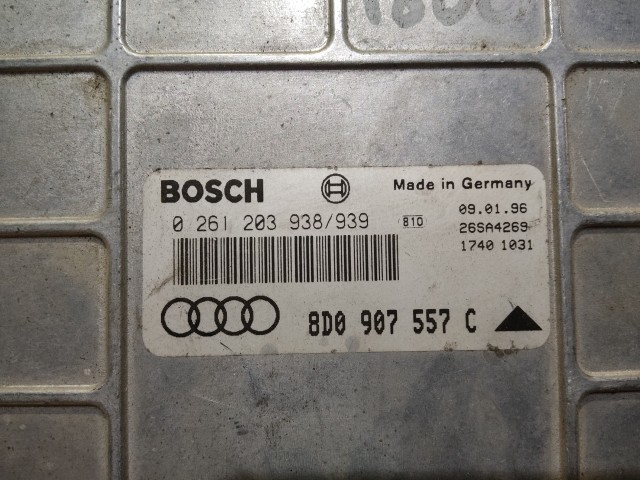 BOSCH Made in Germany
0 261 203 938/939 810 09.01.96
26SA4269
1740 1031
8D0 907 557 C